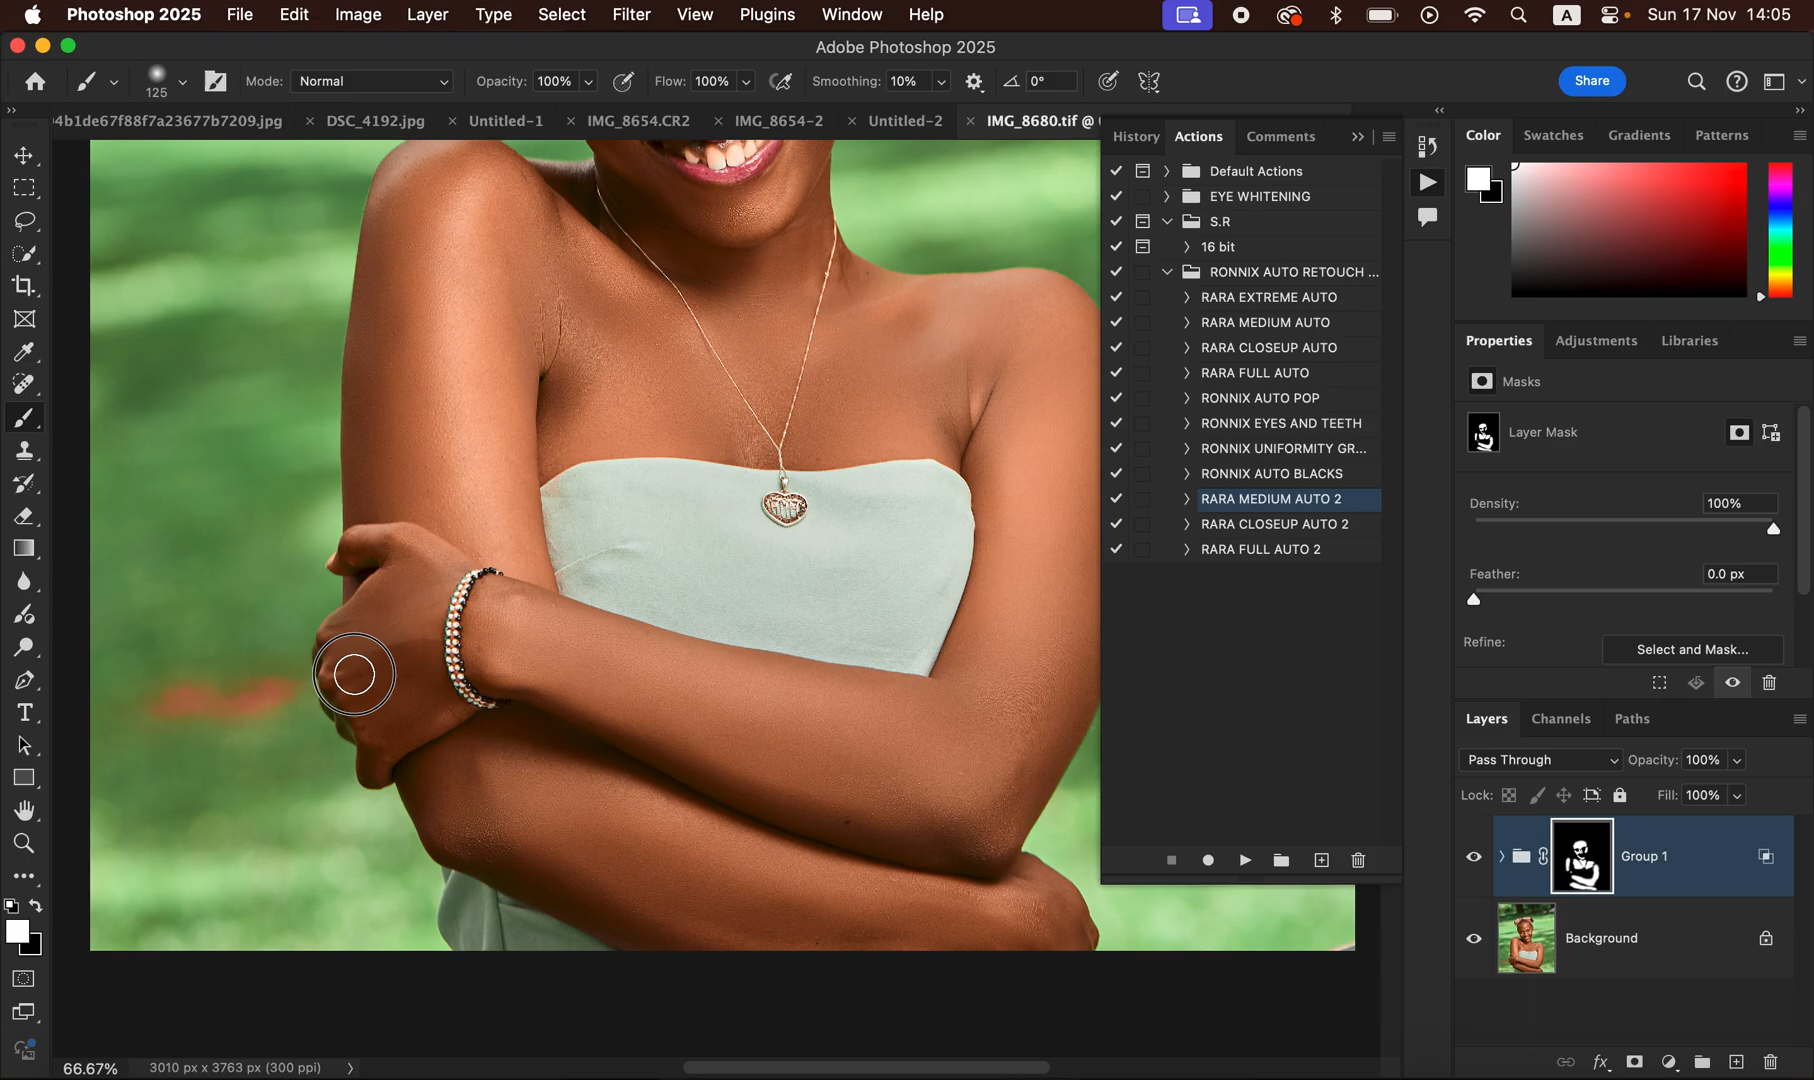 Photoshop 2025 File Edit Image Layer Type Select Filter View Plugins Window Help A Sun 17 Nov 14:05
Adobe Photoshop 2025
125 Mode: Normal Opacity: 100% Flow: 100% Smoothing: 10% 0° Share
04b1de67f88f7a23677b7209.jpg × DSC_4192.jpg × Untitled-1 × IMG_8654.CR2 × IMG_8654-2 × Untitled-2 × IMG_8680.tif @
History Actions Comments
Default Actions
EYE WHITENING
S.R
16 bit
RONNIX AUTO RETOUCH ...
RARA EXTREME AUTO
RARA MEDIUM AUTO
RARA CLOSEUP AUTO
RARA FULL AUTO
RONNIX AUTO POP
RONNIX EYES AND TEETH
RONNIX UNIFORMITY GR...
RONNIX AUTO BLACKS
RARA MEDIUM AUTO 2
RARA CLOSEUP AUTO 2
RARA FULL AUTO 2
Color Swatches Gradients Patterns
Properties Adjustments Libraries
Masks
Layer Mask
Density: 100%
Feather: 0.0 px
Refine: Select and Mask...
Layers Channels Paths
Pass Through Opacity: 100%
Lock: Fill: 100%
Group 1
Background
fx
66.67% 3010 px x 3763 px (300 ppi)